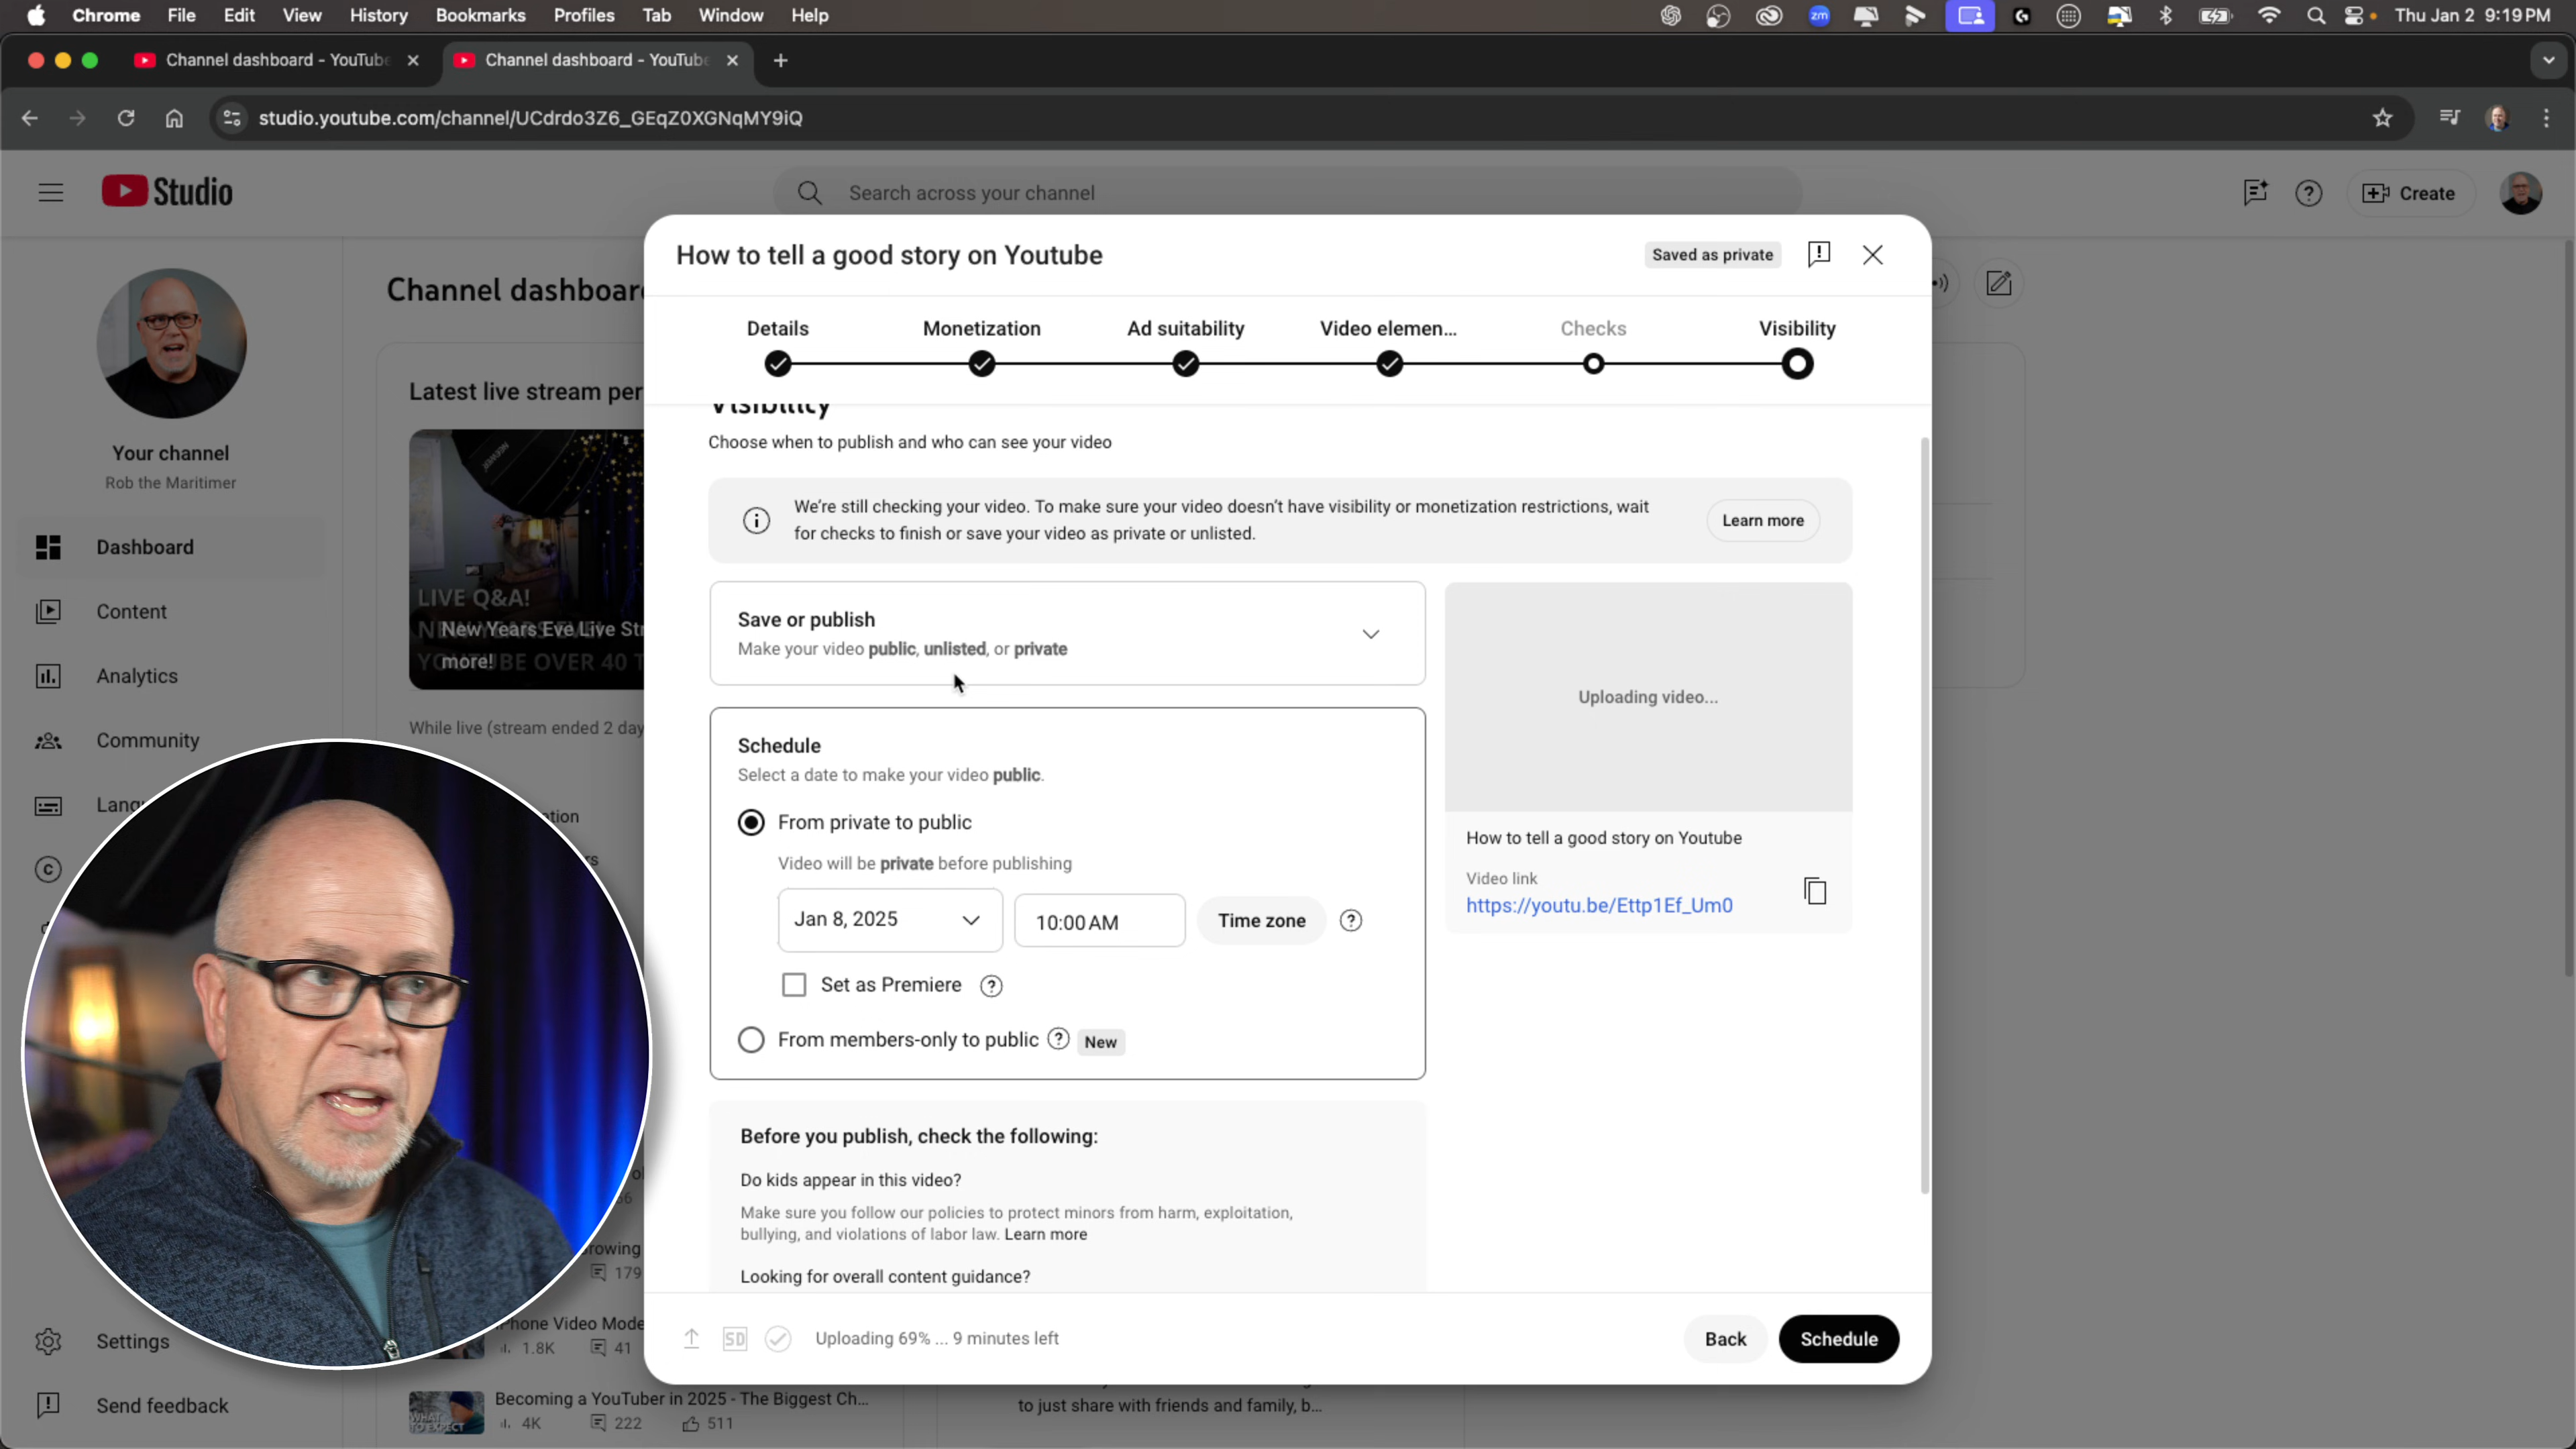 Chrome File Edit View History Bookmarks Profiles Tab Window Help
zm
Thu Jan 2 9:19 PM
Channel dashboard - YouTube
Channel dashboard - YouTube
studio.youtube.com/channel/UCdrdo3Z6_GEqZ0XGNqMY9iQ
Studio
Search across your channel
Create
Your channel
Rob the Maritimer
Dashboard
Content
Analytics
Community
Settings
Send feedback
Latest live stream per
LIVE Q&A!
New Years Eve Live Str
more!
YOUTUBE OVER 40
While live (stream ended 2 day
179
Phone Video Mode
1.8K 41
Becoming a YouTuber in 2025 - The Biggest Ch...
4K 222 511
to just share with friends and family, b...
How to tell a good story on Youtube
Saved as private
Details Monetization Ad suitability Video elemen... Checks Visibility
Visibility
Choose when to publish and who can see your video
We're still checking your video. To make sure your video doesn't have visibility or monetization restrictions, wait
for checks to finish or save your video as private or unlisted.
Learn more
Save or publish
Make your video public, unlisted, or private
Schedule
Select a date to make your video public.
From private to public
Video will be private before publishing
Jan 8, 2025
10:00 AM
Time zone
Set as Premiere
From members-only to public
New
Uploading video...
How to tell a good story on Youtube
Video link
https://youtu.be/Ettp1Ef_Um0
Before you publish, check the following:
Do kids appear in this video?
Make sure you follow our policies to protect minors from harm, exploitation,
bullying, and violations of labor law. Learn more
Looking for overall content guidance?
SD
Uploading 69% ... 9 minutes left
Back
Schedule